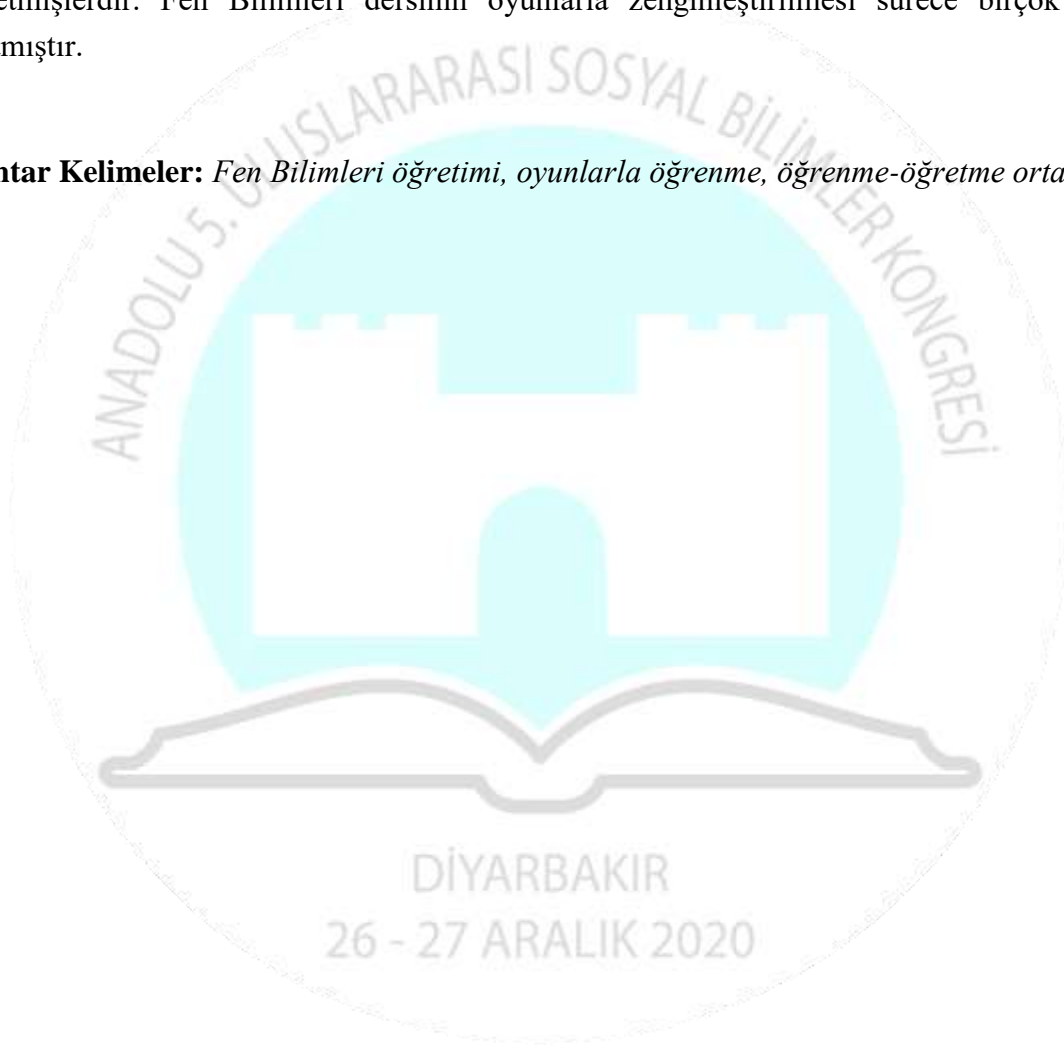 etmişlerdir. Fen Bilimleri dersinin oyunlarla zenginleştirilmesi sürece birçok
mıştır.
ntar Kelimeler: Fen Bilimleri öğretimi, oyunlarla öğrenme, öğrenme-öğretme orta
ANADOLU 5. ULUSLARARASI SOSYAL BİLİMLER KONGRESİ
DİYARBAKIR
26 - 27 ARALIK 2020